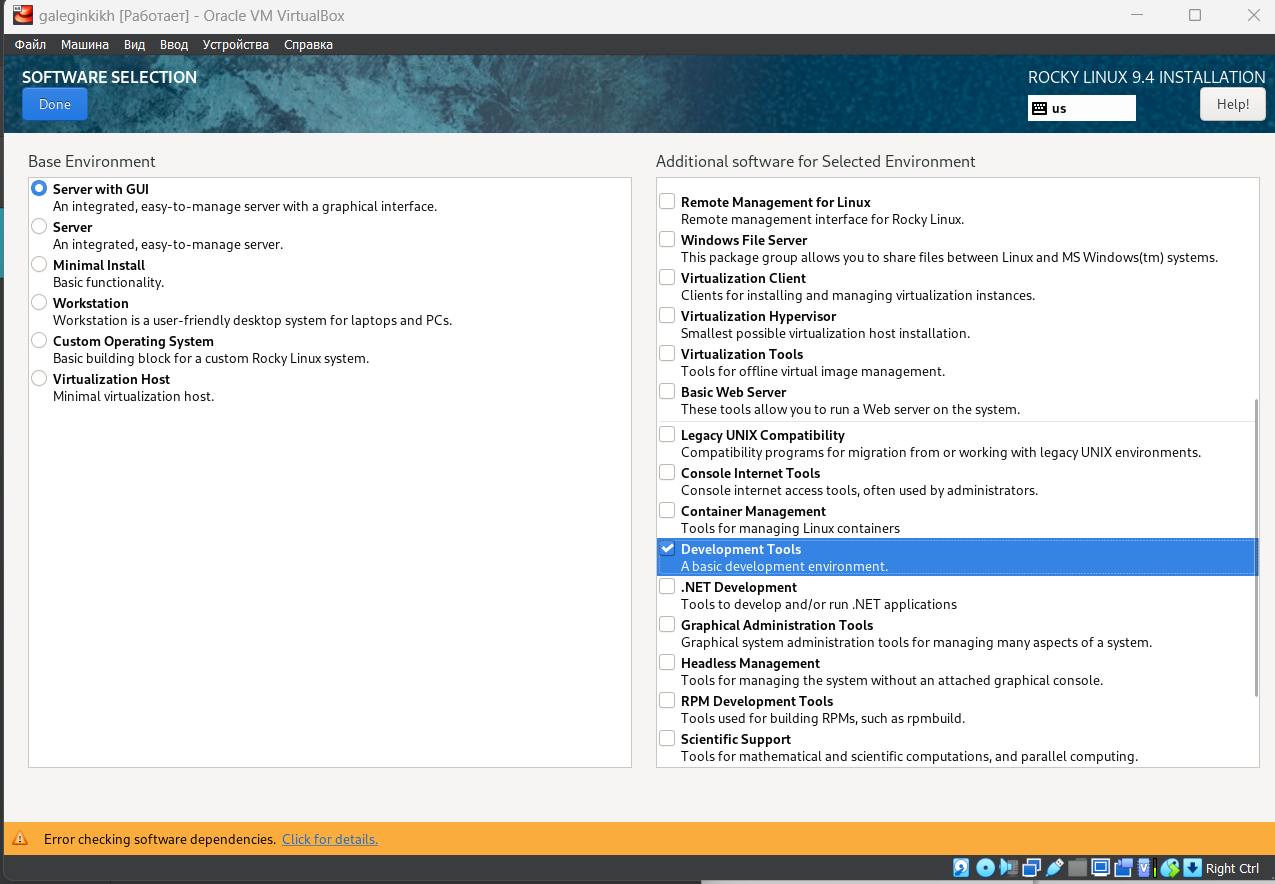 galeginkikh [Работает] - Oracle VM VirtualBox
Файл Машина Вид Ввод Устройства Справка
SOFTWARE SELECTION
Done
ROCKY LINUX 9.4 INSTALLATION
us
Help!
Base Environment
Server with GUI
An integrated, easy-to-manage server with a graphical interface.
Server
An integrated, easy-to-manage server.
Minimal Install
Basic functionality.
Workstation
Workstation is a user-friendly desktop system for laptops and PCs.
Custom Operating System
Basic building block for a custom Rocky Linux system.
Virtualization Host
Minimal virtualization host.
Additional software for Selected Environment
Remote Management for Linux
Remote management interface for Rocky Linux.
Windows File Server
This package group allows you to share files between Linux and MS Windows(tm) systems.
Virtualization Client
Clients for installing and managing virtualization instances.
Virtualization Hypervisor
Smallest possible virtualization host installation.
Virtualization Tools
Tools for offline virtual image management.
Basic Web Server
These tools allow you to run a Web server on the system.
Legacy UNIX Compatibility
Compatibility programs for migration from or working with legacy UNIX environments.
Console Internet Tools
Console internet access tools, often used by administrators.
Container Management
Tools for managing Linux containers
Development Tools
A basic development environment.
.NET Development
Tools to develop and/or run .NET applications
Graphical Administration Tools
Graphical system administration tools for managing many aspects of a system.
Headless Management
Tools for managing the system without an attached graphical console.
RPM Development Tools
Tools used for building RPMs, such as rpmbuild.
Scientific Support
Tools for mathematical and scientific computations, and parallel computing.
Error checking software dependencies. Click for details.
Right Ctrl